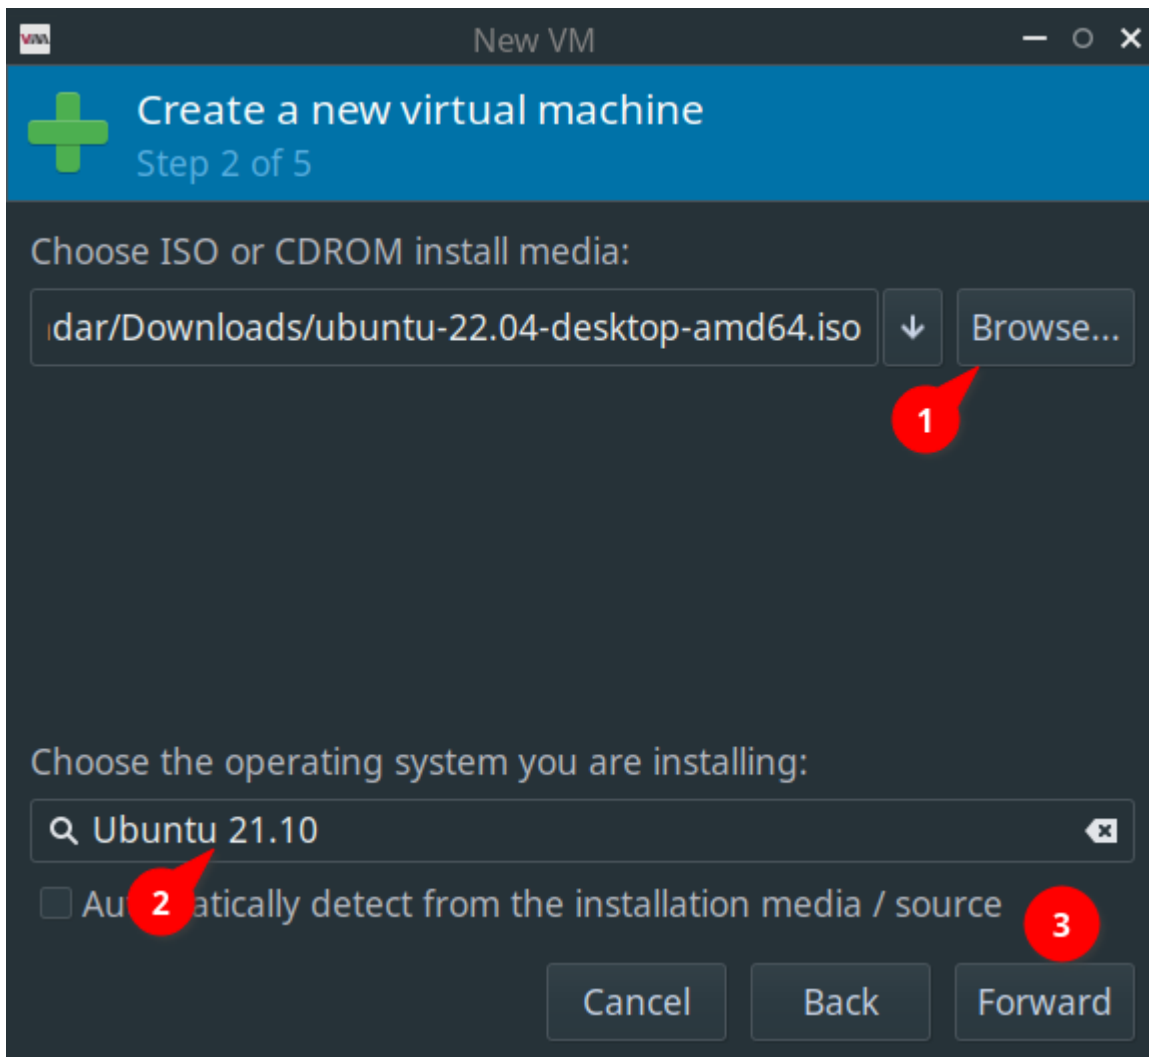 New VM
Create a new virtual machine
Step 2 of 5
Choose ISO or CDROM install media:
dar/Downloads/ubuntu-22.04-desktop-amd64.iso
Browse...
1
Choose the operating system you are installing:
Ubuntu 21.10
2
Au atically detect from the installation media / source
3
Cancel Back Forward